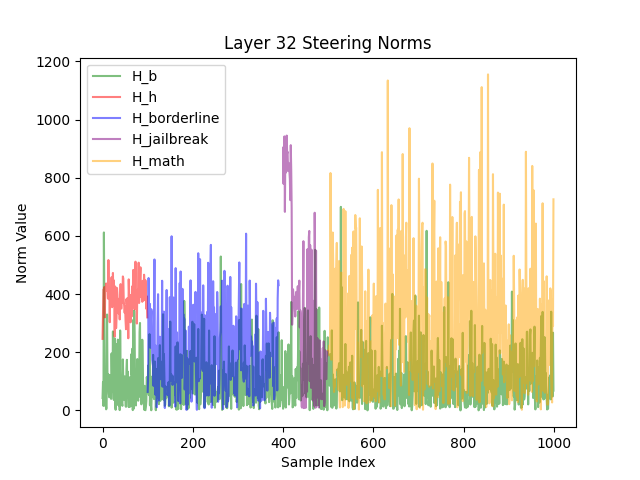 Layer 32 Steering Norms
1200
1000
800
600
400
200
0
Norm Value
H_b
H_h
H_borderline
H_jailbreak
H_math
0
200
400
600
800
1000
Sample Index